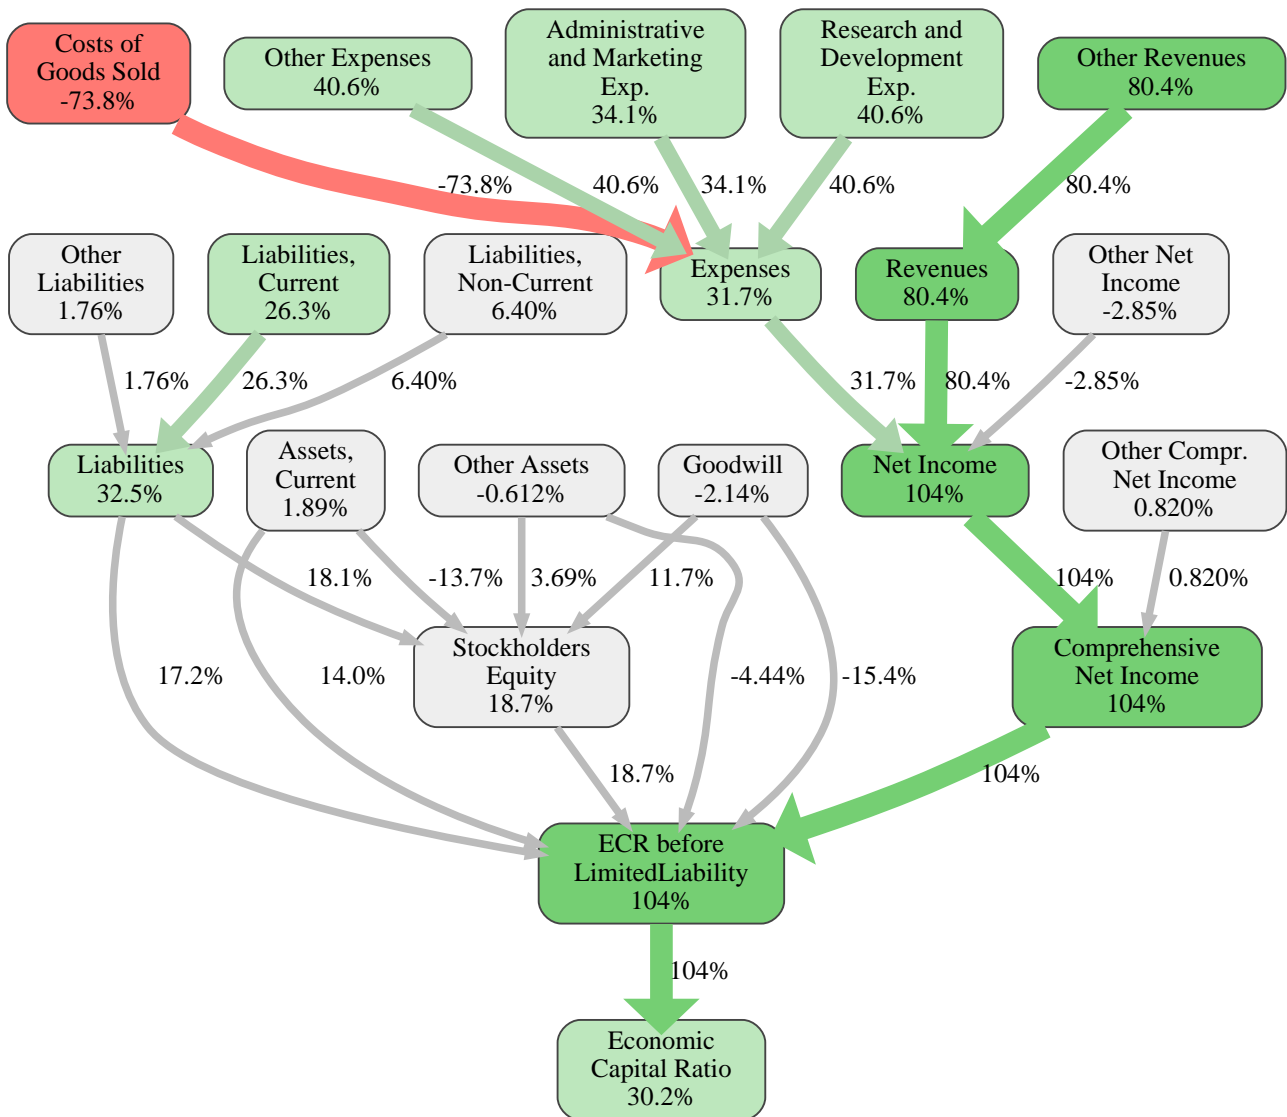 Costs of
Goods Sold
-73.8%
Other Expenses
40.6%
Administrative
and Marketing
Exp.
34.1%
Research and
Development
Exp.
40.6%
Other Revenues
80.4%
-73.8%
40.6%
34.1%
40.6%
80.4%
Other
Liabilities
1.76%
Liabilities,
Current
26.3%
Liabilities,
Non-Current
6.40%
Expenses
31.7%
Revenues
80.4%
Other Net
Income
-2.85%
1.76%
26.3%
6.40%
31.7%
80.4%
-2.85%
Liabilities
32.5%
Assets,
Current
1.89%
Other Assets
-0.612%
Goodwill
-2.14%
Net Income
104%
Other Compr.
Net Income
0.820%
18.1%
-13.7%
3.69%
11.7%
104%
0.820%
17.2%
14.0%
Stockholders
Equity
18.7%
-4.44%
-15.4%
Comprehensive
Net Income
104%
18.7%
104%
ECR before
LimitedLiability
104%
104%
Economic
Capital Ratio
30.2%